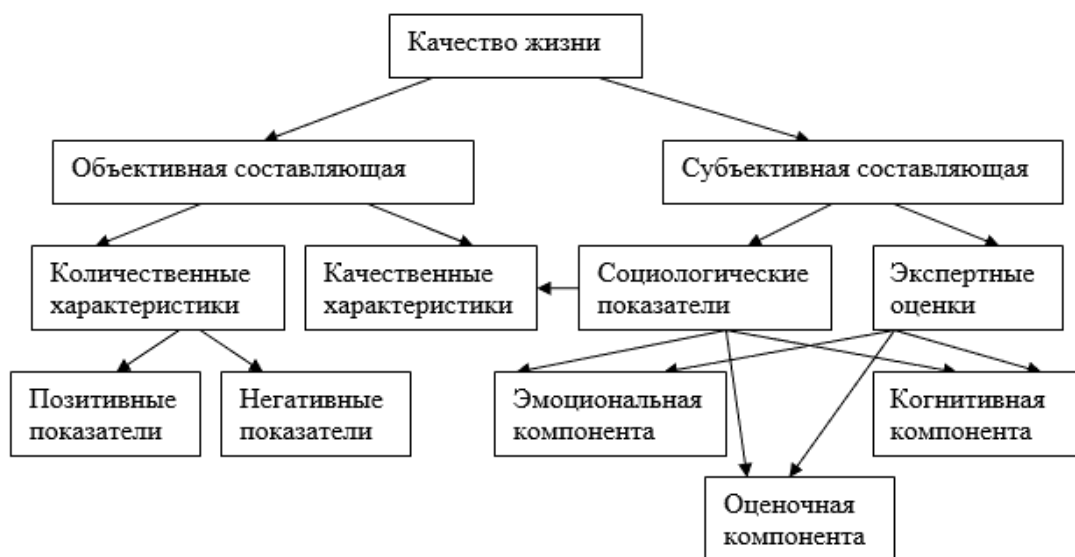 Качество жизни
Объективная составляющая
Субъективная составляющая
Количественные
характеристики
Качественные
характеристики
Социологические
показатели
Экспертные
оценки
Позитивные
показатели
Негативные
показатели
Эмоциональная
компонента
Когнитивная
компонента
Оценочная
компонента